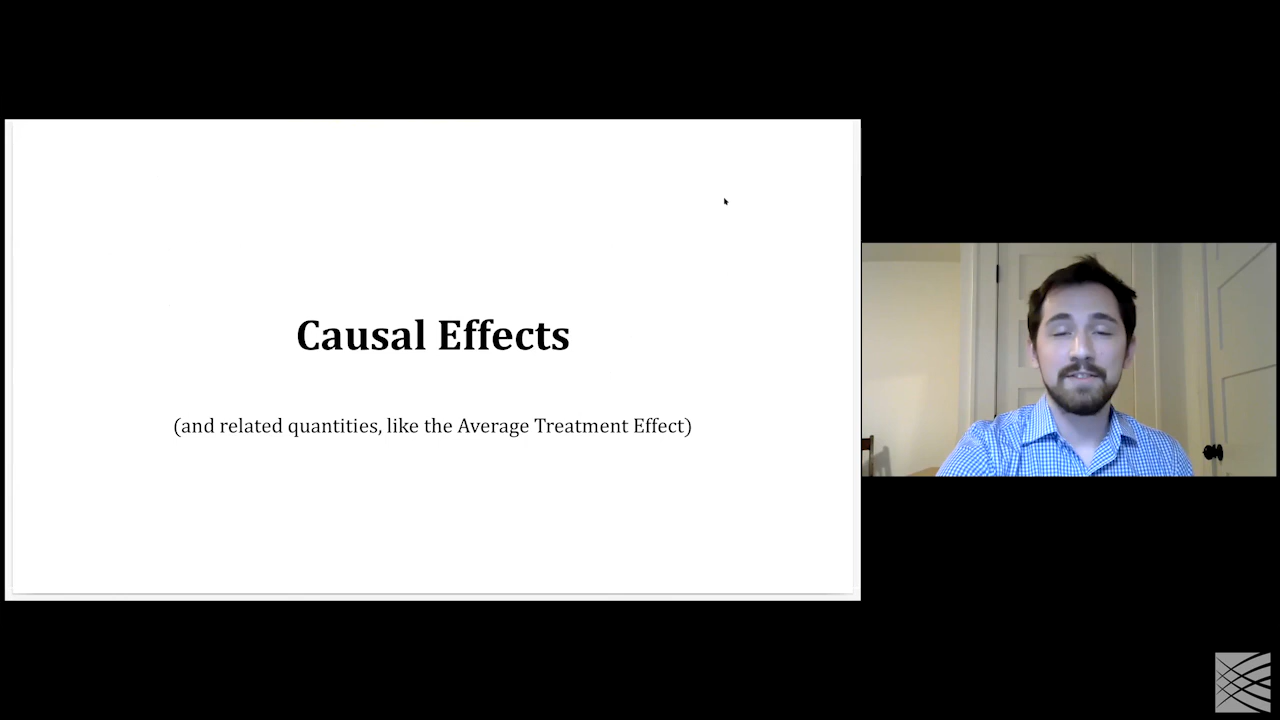 Causal Effects
(and related quantities, like the Average Treatment Effect)